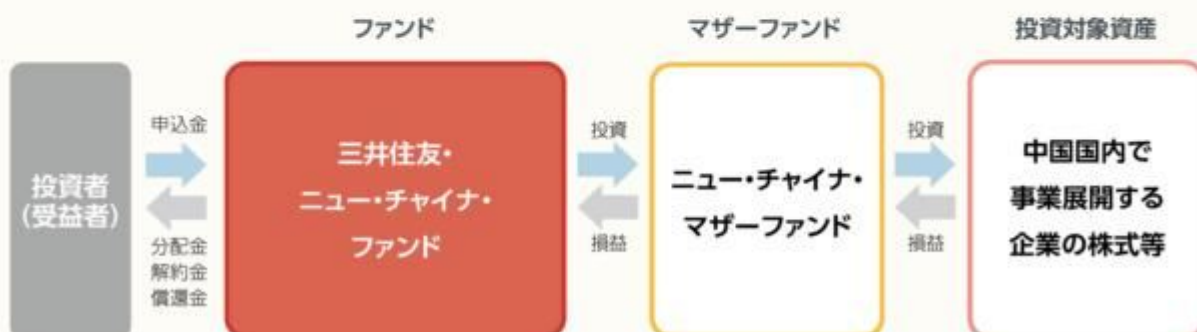 ファンド
マザーファンド
投資対象資産
投資者
(受益者)
申込金
分配金
解約金
償還金
三井住友・
ニュー・チャイナ・
ファンド
投資
損益
ニュー・チャイナ・
マザーファンド
投資
損益
中国国内で
事業展開する
企業の株式等